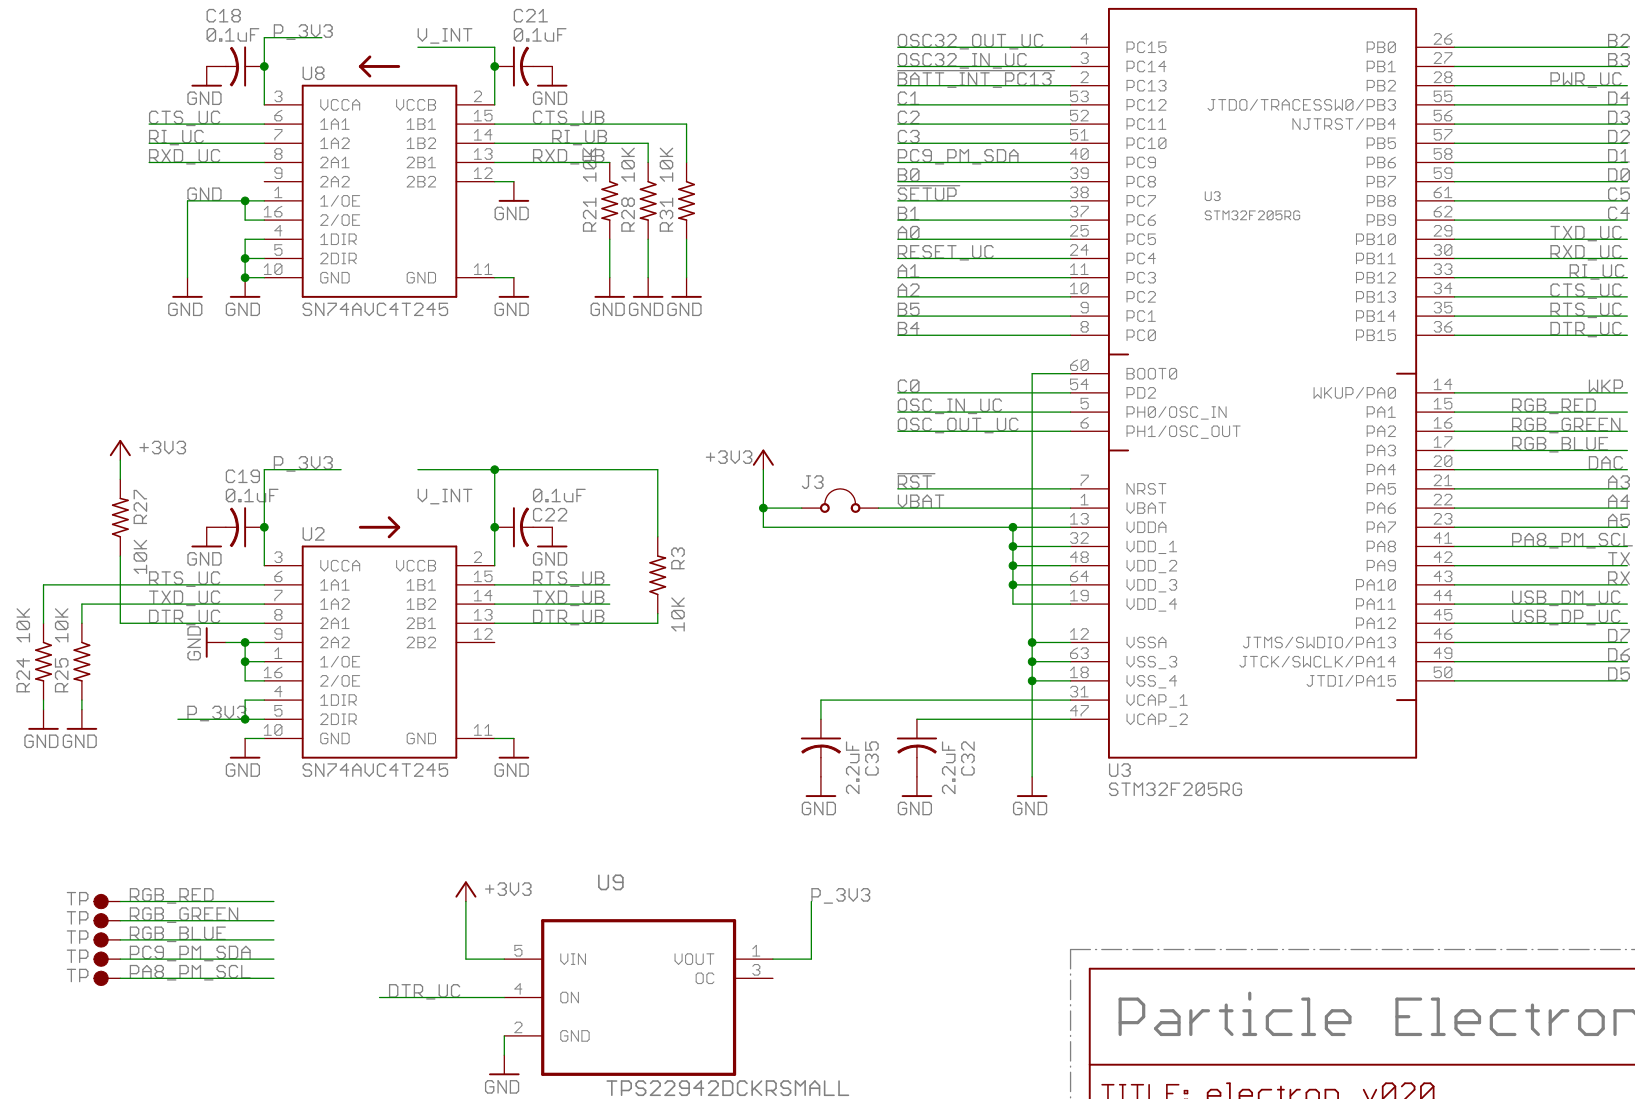 C18
0.1uF
P_3V3
V_INT
C21
0.1uF
GND
U8
GND
3 VCCA VCCB 2
CTS_UC 6 1A1 1B1 15 CTS_UB
RI_UC 7 1A2 1B2 14 RI_UB
RXD_UC 8 2A1 2B1 13 RXD_UB
9 2A2 2B2 12
GND 1 1/OE GND
16 2/OE
4 1DIR
5 2DIR
10 GND GND 11
R21 10K
R28 10K
R31 10K
GND GND SN74AVC4T245 GND GND GND GND
+3V3
R27
10K
C19
0.1uF
P_3V3
V_INT
0.1uF
C22
GND
U2
GND
R3
10K
3 VCCA VCCB 2
RTS_UC 6 1A1 1B1 15 RTS_UB
TXD_UC 7 1A2 1B2 14 TXD_UB
DTR_UC 8 2A1 2B1 13 DTR_UB
GND 9 2A2 2B2 12
1 1/OE
16 2/OE
4 1DIR
P_3V3 5 2DIR
10 GND GND 11
R24 10K
R25 10K
GND GND
GND SN74AVC4T245 GND
OSC32_OUT_UC 4 PC15 PB0 26 B2
OSC32_IN_UC 3 PC14 PB1 27 B3
BATT_INT_PC13 2 PC13 PB2 28 PWR_UC
C1 53 PC12 JTDO/TRACESSW0/PB3 55 D4
C2 52 PC11 NJTRST/PB4 56 D3
C3 51 PC10 PB5 57 D2
PC9_PM_SDA 40 PC9 PB6 58 D1
B0 39 PC8 PB7 59 D0
SETUP 38 PC7 U3 PB8 61 C5
B1 37 PC6 STM32F205RG PB9 62 C4
A0 25 PC5 PB10 29 TXD_UC
RESET_UC 24 PC4 PB11 30 RXD_UC
A1 11 PC3 PB12 33 RI_UC
A2 10 PC2 PB13 34 CTS_UC
B5 9 PC1 PB14 35 RTS_UC
B4 8 PC0 PB15 36 DTR_UC
60 BOOT0
C0 54 PD2 WKUP/PA0 14 WKP
OSC_IN_UC 5 PH0/OSC_IN PA1 15 RGB_RED
OSC_OUT_UC 6 PH1/OSC_OUT PA2 16 RGB_GREEN
PA3 17 RGB_BLUE
+3V3 PA4 20 DAC
J3 RST 7 NRST PA5 21 A3
VBAT 1 VBAT PA6 22 A4
13 VDDA PA7 23 A5
32 VDD_1 PA8 41 PA8_PM_SCL
48 VDD_2 PA9 42 TX
64 VDD_3 PA10 43 RX
19 VDD_4 PA11 44 USB_DM_UC
PA12 45 USB_DP_UC
12 VSSA JTMS/SWDIO/PA13 46 D7
63 VSS_3 JTCK/SWCLK/PA14 49 D6
18 VSS_4 JTDI/PA15 50 D5
31 VCAP_1
47 VCAP_2
2.2uF
C35
2.2uF
C32
GND GND GND
U3
STM32F205RG
TP RGB_RED
TP RGB_GREEN
TP RGB_BLUE
TP PC9_PM_SDA
TP PA8_PM_SCL
+3V3 U9 P_3V3
5 VIN VOUT 1
OC 3
DTR_UC 4 ON
2 GND
GND TPS22942DCKRSMALL
Particle Electron
TITLE: electron_v020